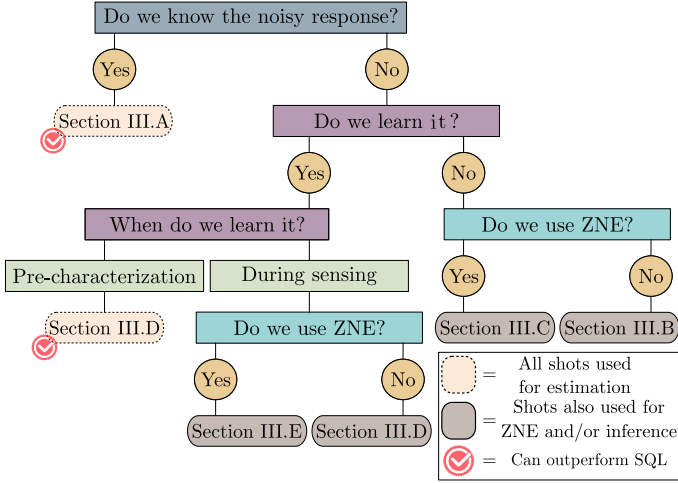 Do we know the noisy response?
Yes
No
Section III.A
Do we learn it?
Yes
No
When do we learn it?
Do we use ZNE?
Pre-characterization
During sensing
Yes
No
Section III.D
Do we use ZNE?
Section III.C
Section III.B
Yes
No
Section III.E
Section III.D
= All shots used
for estimation
= Shots also used for
ZNE and/or inference
= Can outperform SQL